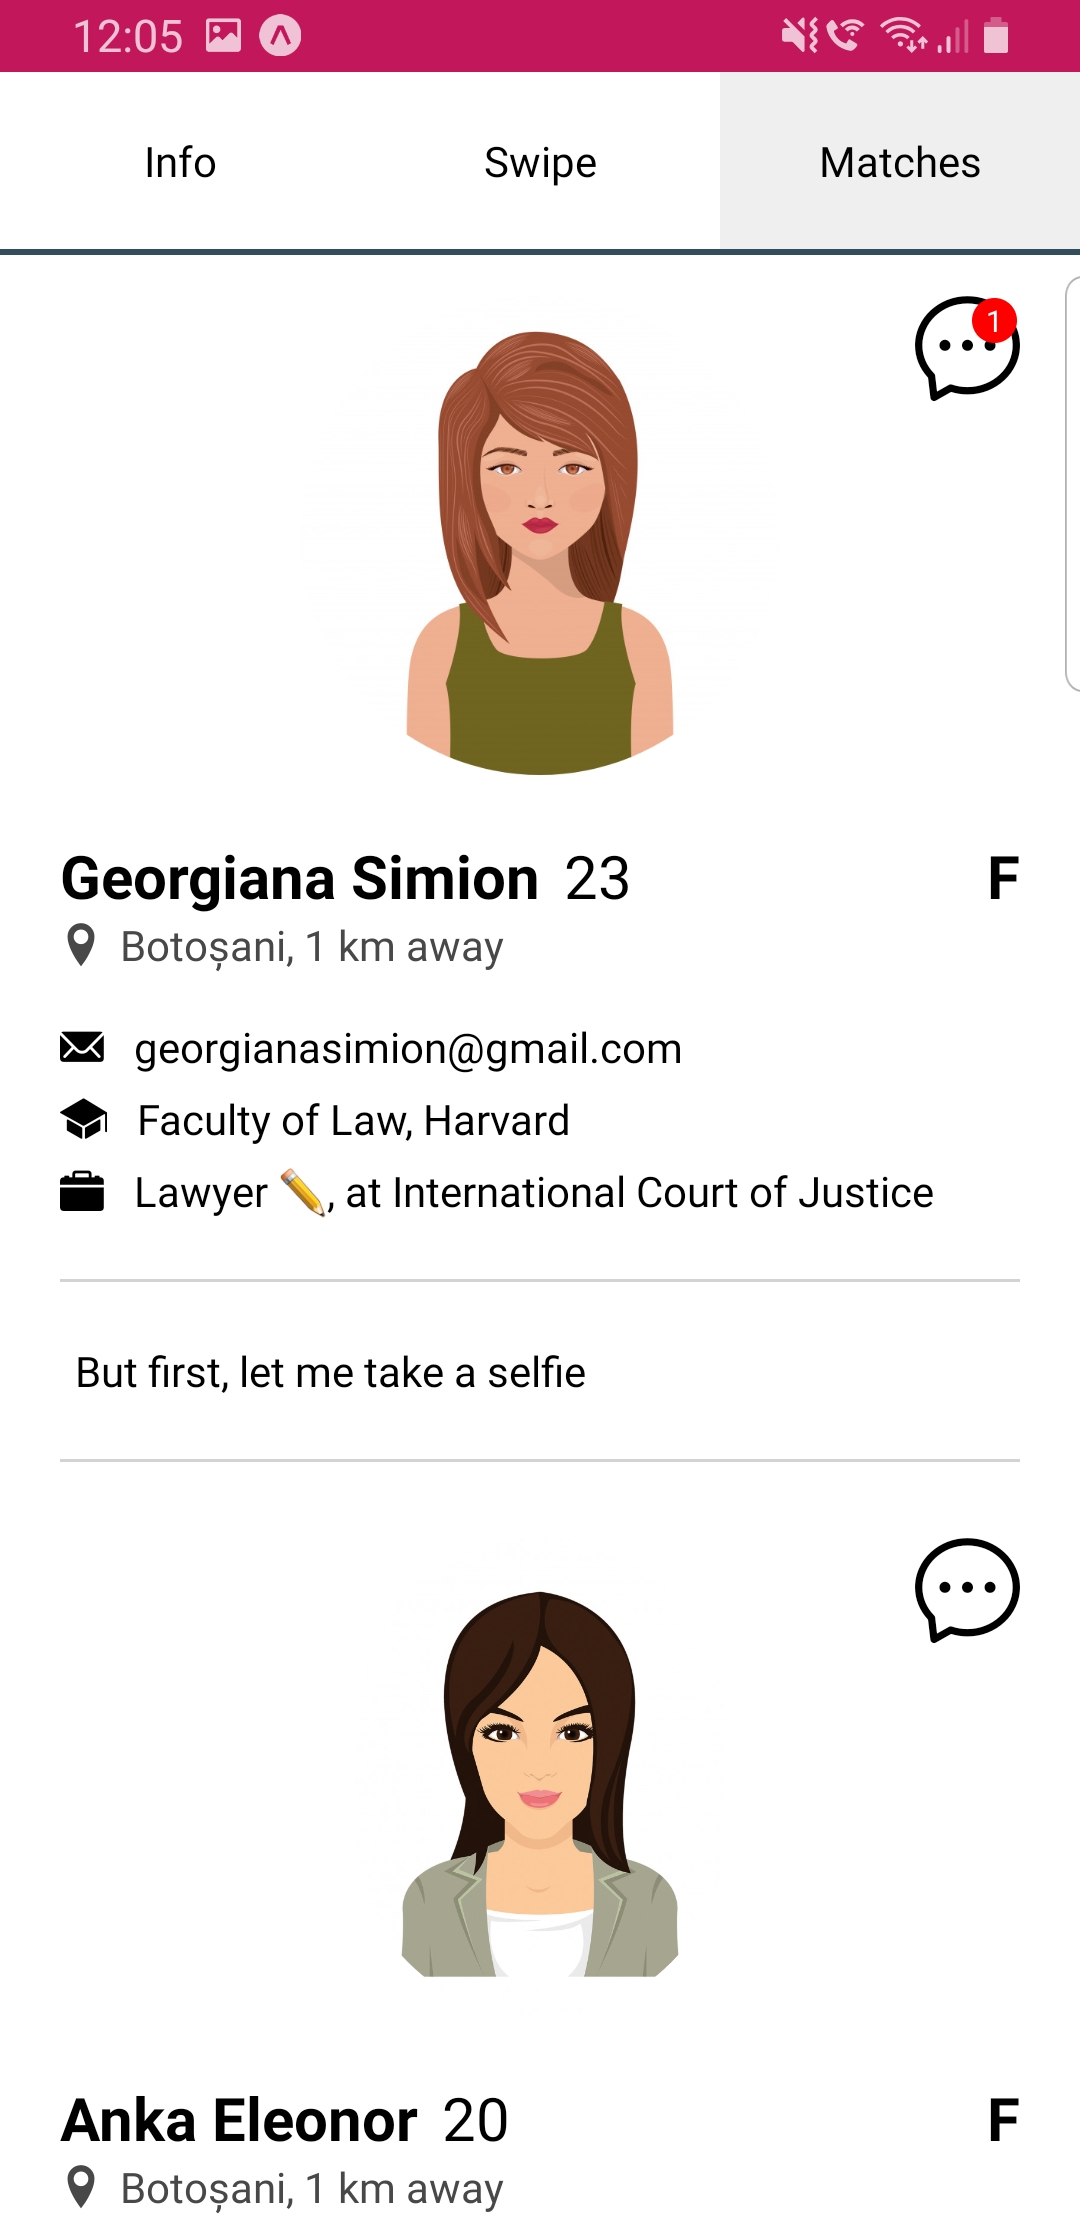 12:05
Info Swipe Matches
1
Georgiana Simion 23 F
Botoșani, 1 km away
georgianasimion@gmail.com
Faculty of Law, Harvard
Lawyer ✏️, at International Court of Justice
But first, let me take a selfie
Anka Eleonor 20 F
Botoșani, 1 km away